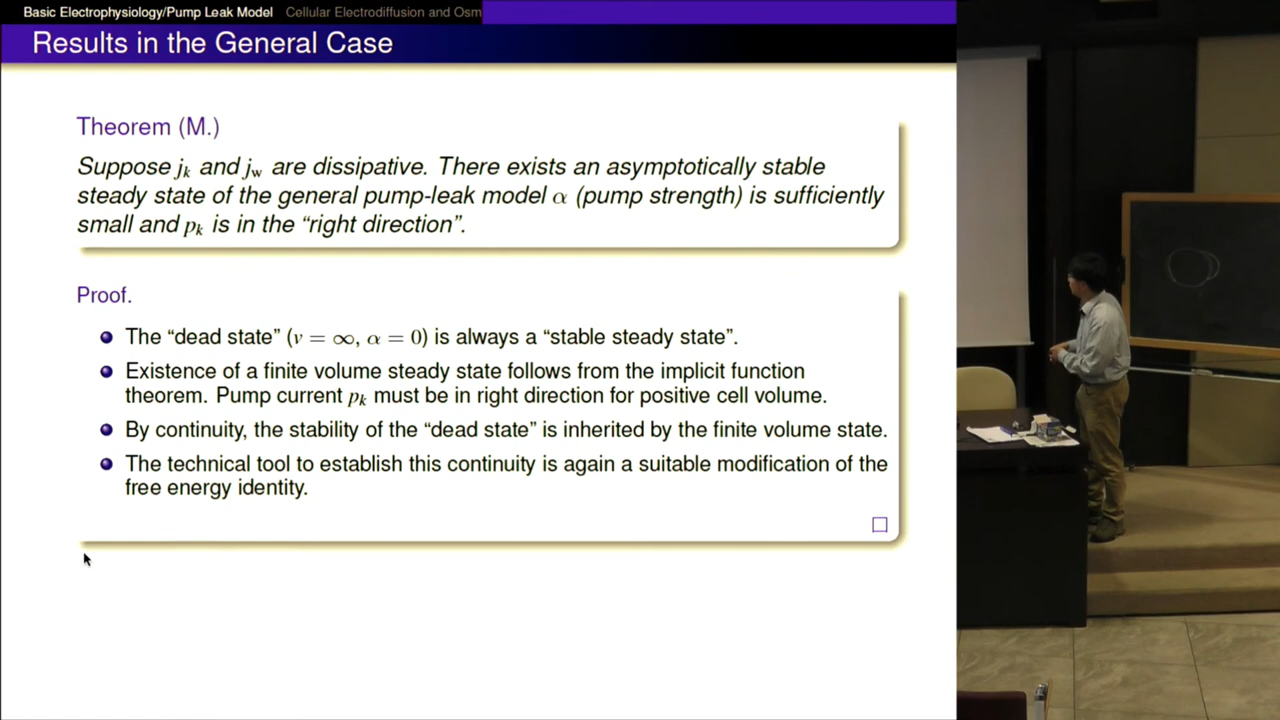 Basic Electrophysiology/Pump Leak Model Cellular Electrodiffusion and Osm
Results in the General Case
Theorem (M.)
Suppose jk and jw are dissipative. There exists an asymptotically stable
steady state of the general pump-leak model α (pump strength) is sufficiently
small and pk is in the “right direction”.
Proof.
The “dead state” (v = ∞, α = 0) is always a “stable steady state”.
Existence of a finite volume steady state follows from the implicit function
theorem. Pump current pk must be in right direction for positive cell volume.
By continuity, the stability of the “dead state” is inherited by the finite volume state.
The technical tool to establish this continuity is again a suitable modification of the
free energy identity.